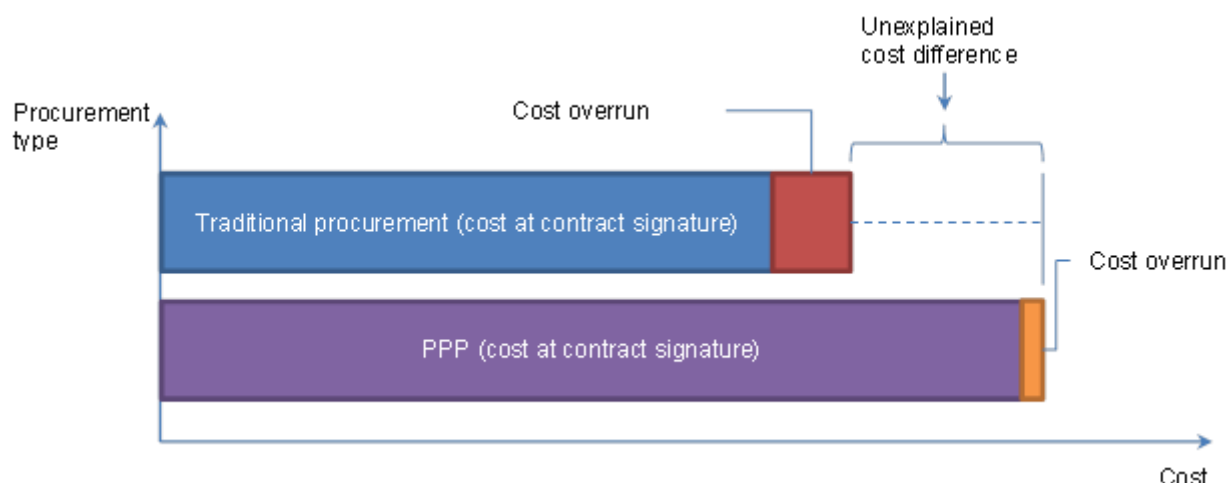 Unexplained
cost difference
Procurement
type
Cost overrun
Traditional procurement (cost at contract signature)
Cost overrun
PPP (cost at contract signature)
Cost